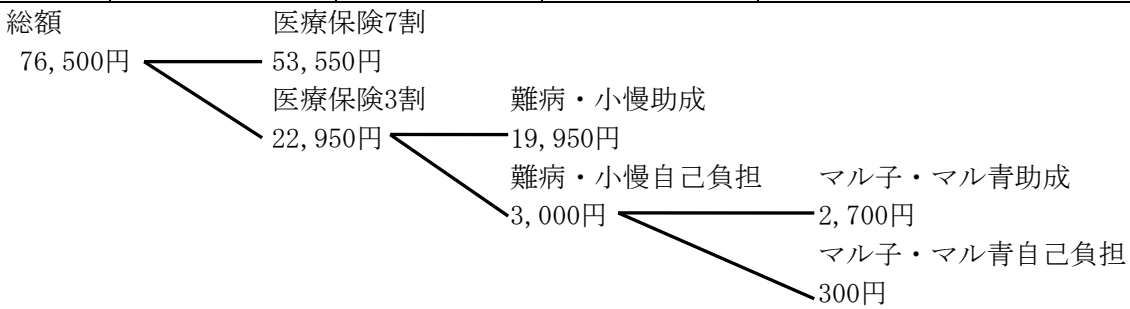 総額 医療保険7割
76,500円 53,550円
医療保険3割 難病・小慢助成
22,950円 19,950円
難病・小慢自己負担 マル子・マル青助成
3,000円 2,700円
マル子・マル青自己負担
300円